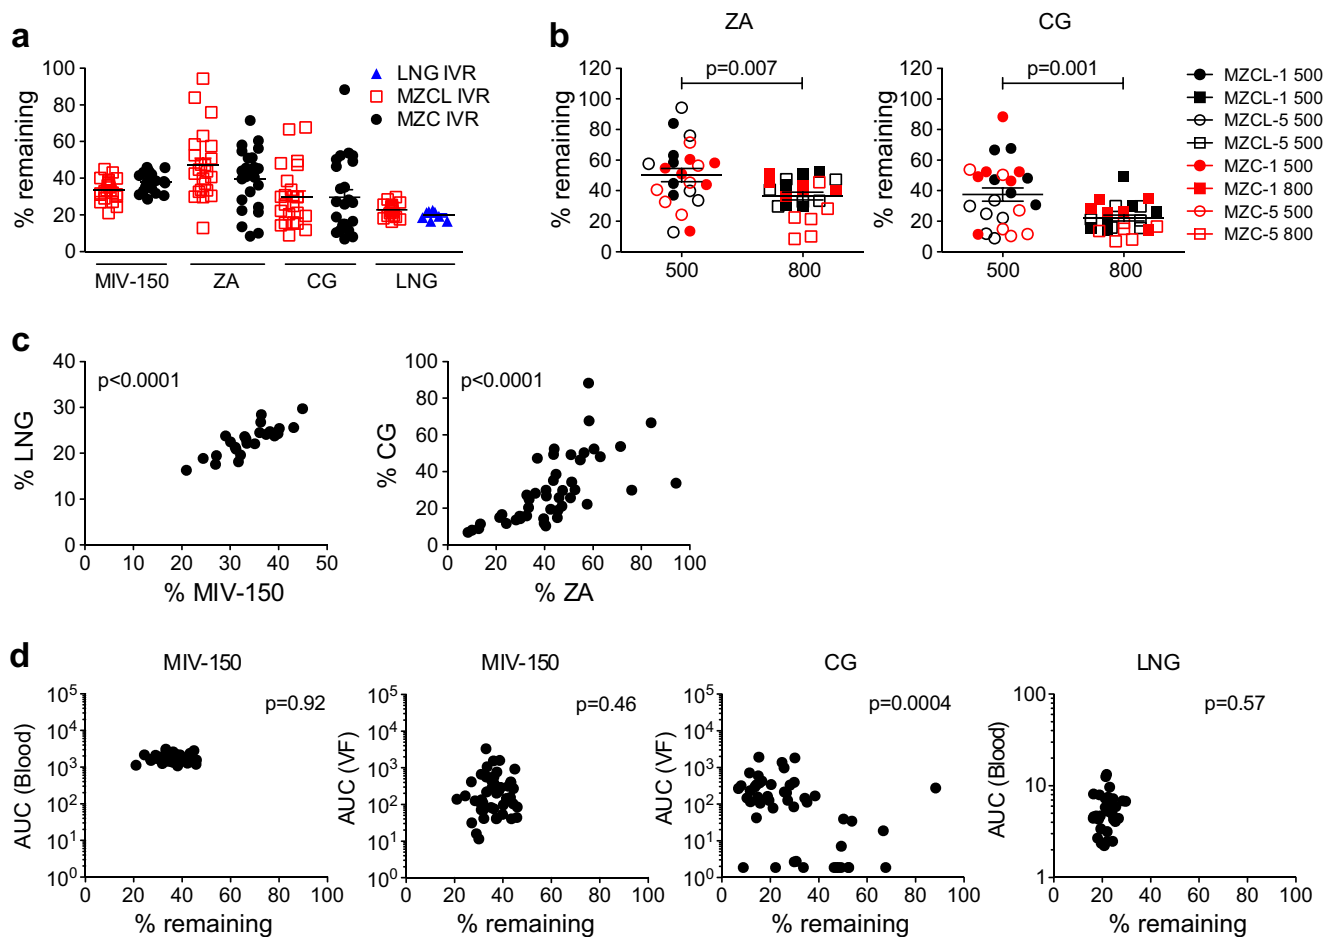 a
% remaining
100
80
60
40
20
0
MIV-150
ZA
CG
LNG
LNG IVR
MZCL IVR
MZC IVR
b
ZA
% remaining
120
100
80
60
40
20
0
p=0.007
500
800
CG
% remaining
120
100
80
60
40
20
0
p=0.001
500
800
MZCL-1 500
MZCL-1 500
MZCL-5 500
MZCL-5 500
MZC-1 500
MZC-1 800
MZC-5 500
MZC-5 800
c
p<0.0001
% LNG
40
30
20
10
0
0 10 20 30 40 50
% MIV-150
p<0.0001
% CG
100
80
60
40
20
0
0 20 40 60 80 100
% ZA
d
MIV-150
p=0.92
AUC (Blood)
10⁵
10⁴
10³
10²
10¹
10⁰
0 20 40 60 80 100
% remaining
MIV-150
p=0.46
AUC (VF)
10⁵
10⁴
10³
10²
10¹
10⁰
0 20 40 60 80 100
% remaining
CG
p=0.0004
AUC (VF)
10⁵
10⁴
10³
10²
10¹
10⁰
0 20 40 60 80 100
% remaining
LNG
p=0.57
AUC (Blood)
100
10
1
0 20 40 60 80 100
% remaining